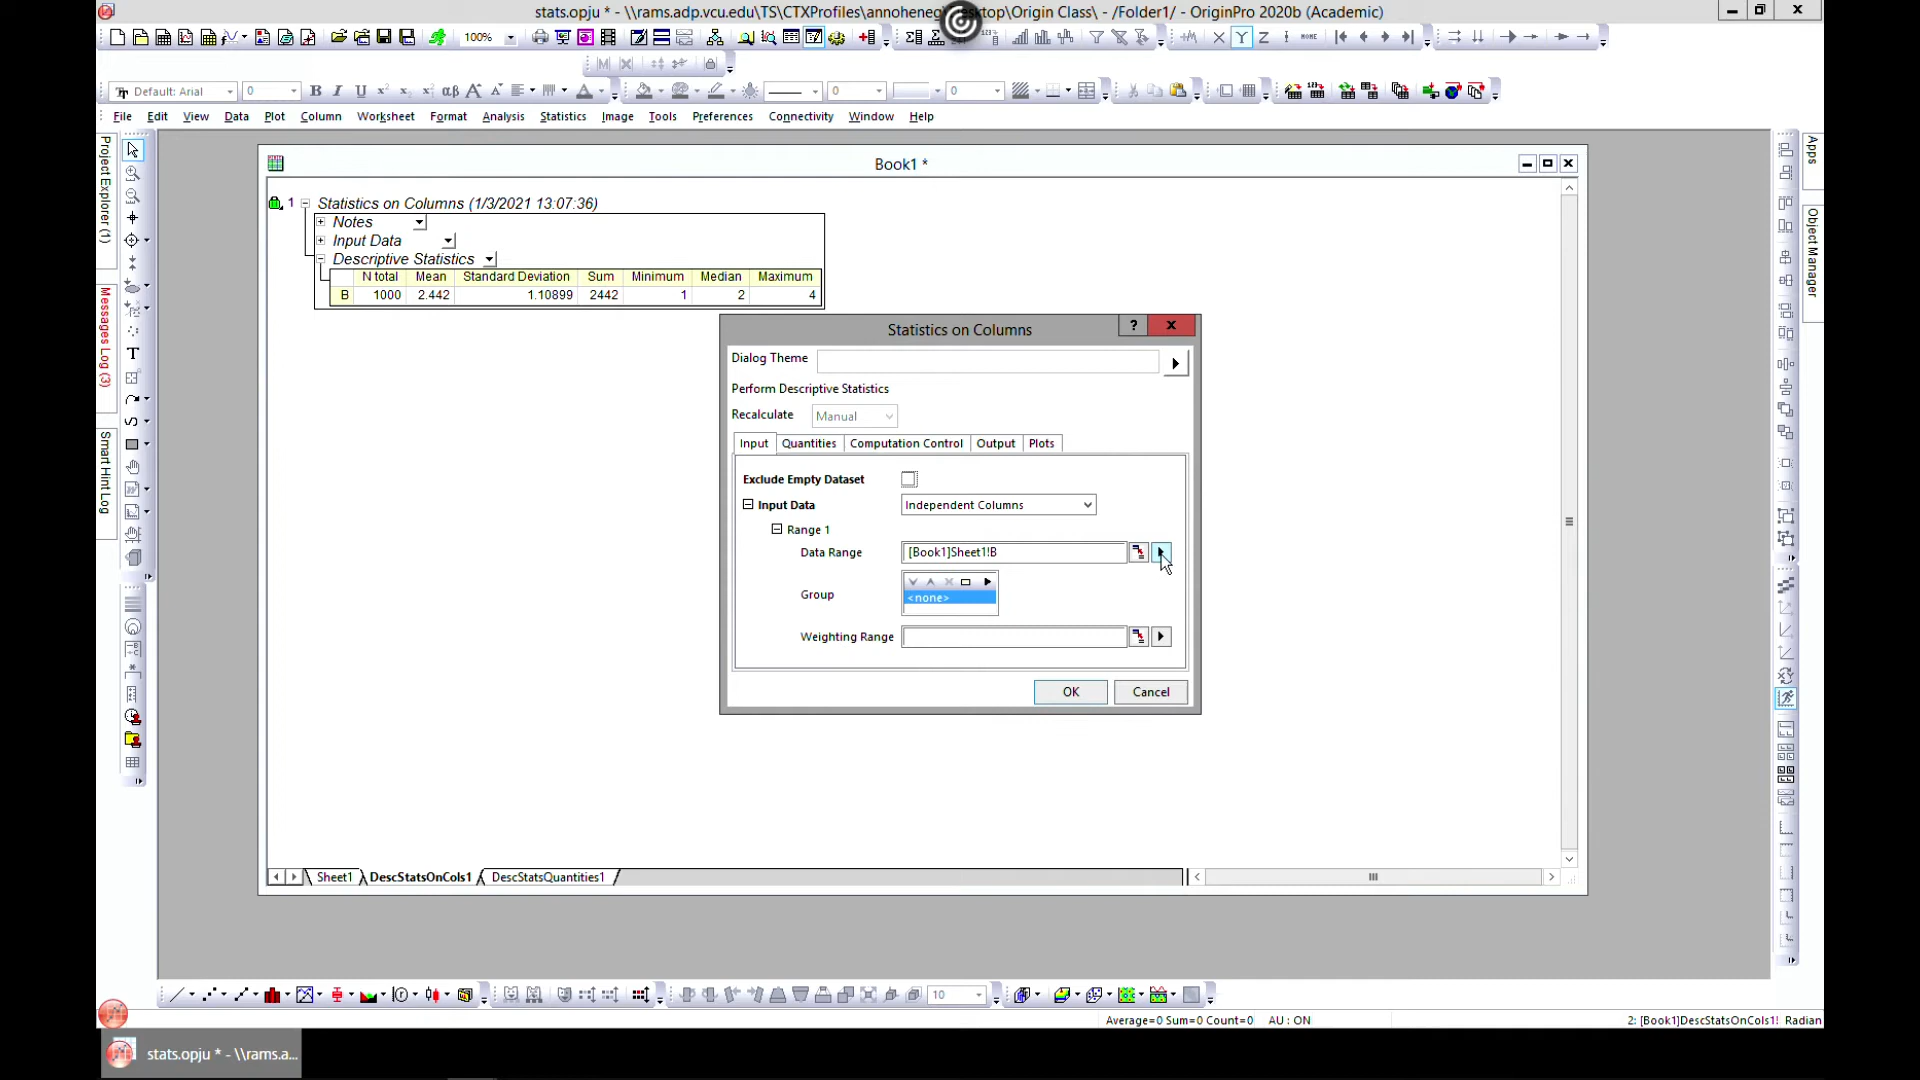 stats.opju * - \\rams.adp.vcu.edu\TS\CTXProfiles\annoheneg\Desktop\Origin Class\ - /Folder1/ - OriginPro 2020b (Academic)
100%
Default: Arial 0 B I U αβ A A A 0 0
File Edit View Data Plot Column Worksheet Format Analysis Statistics Image Tools Preferences Connectivity Window Help
Project Explorer (1)
Messages Log (3)
Smart Hint Log
Apps
Object Manager
Book1 *
1 Statistics on Columns (1/3/2021 13:07:36)
Notes
Input Data
Descriptive Statistics
N total Mean Standard Deviation Sum Minimum Median Maximum
B 1000 2.442 1.10899 2442 1 2 4
Statistics on Columns
Dialog Theme
Perform Descriptive Statistics
Recalculate Manual
Input Quantities Computation Control Output Plots
Exclude Empty Dataset
Input Data Independent Columns
Range 1
Data Range [Book1]Sheet1!B
Group <none>
Weighting Range
OK Cancel
Sheet1 DescStatsOnCols1 DescStatsQuantities1
10
Average=0 Sum=0 Count=0 AU : ON 2: [Book1]DescStatsOnCols1! Radian
stats.opju * - \\rams.a...